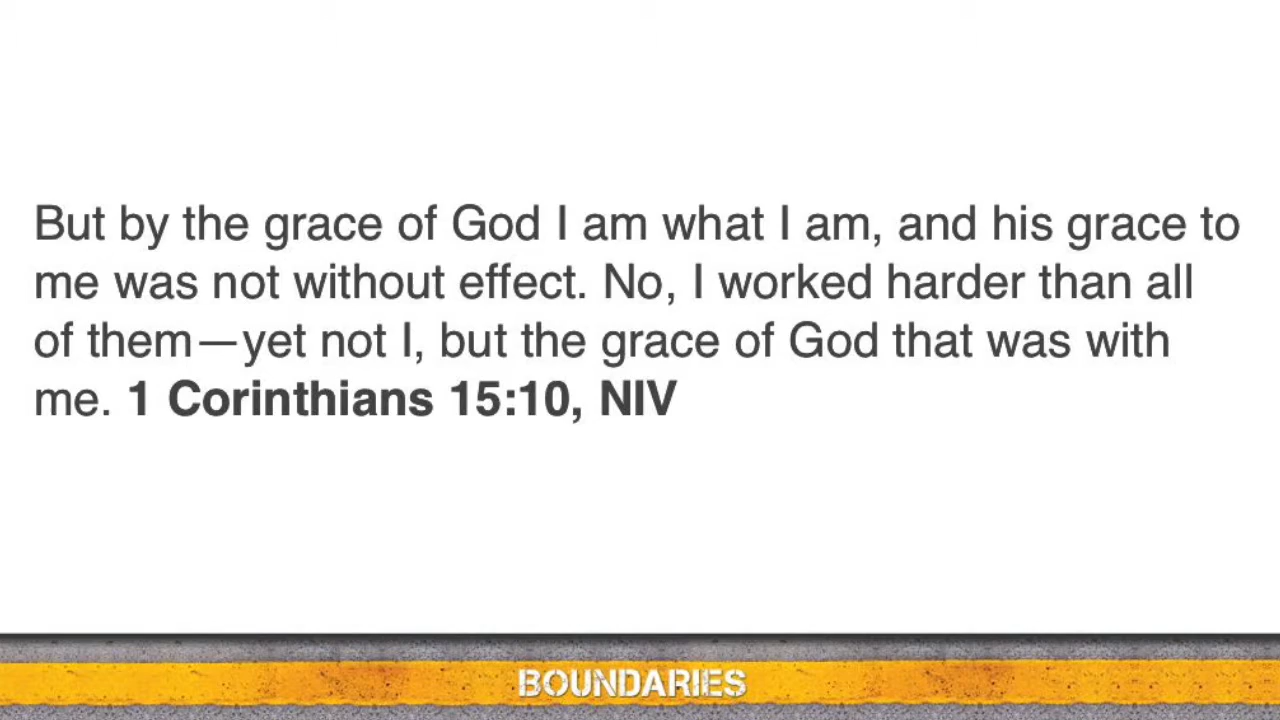 But by the grace of God I am what I am, and his grace to
me was not without effect. No, I worked harder than all
of them—yet not I, but the grace of God that was with
me. 1 Corinthians 15:10, NIV
BOUNDARIES